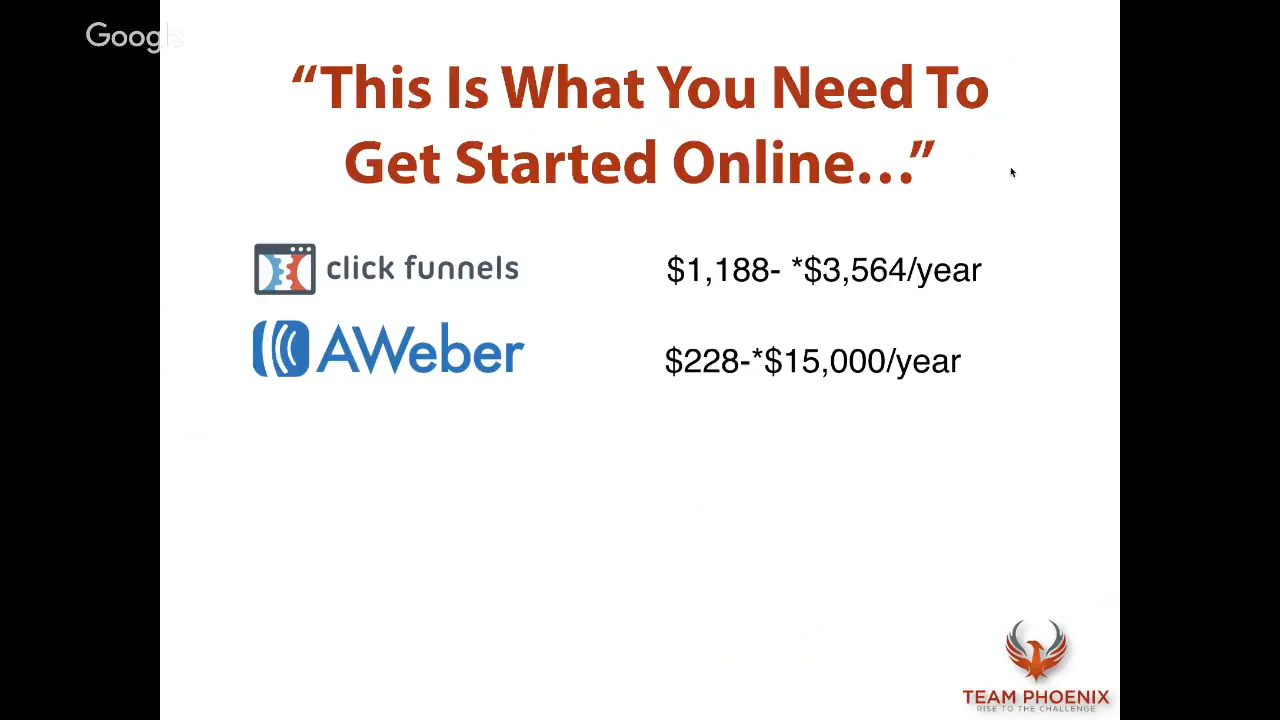 Google
“This Is What You Need To
Get Started Online...”
click funnels $1,188- *$3,564/year
AWeber $228-*$15,000/year
TEAM PHOENIX
RISE TO THE CHALLENGE